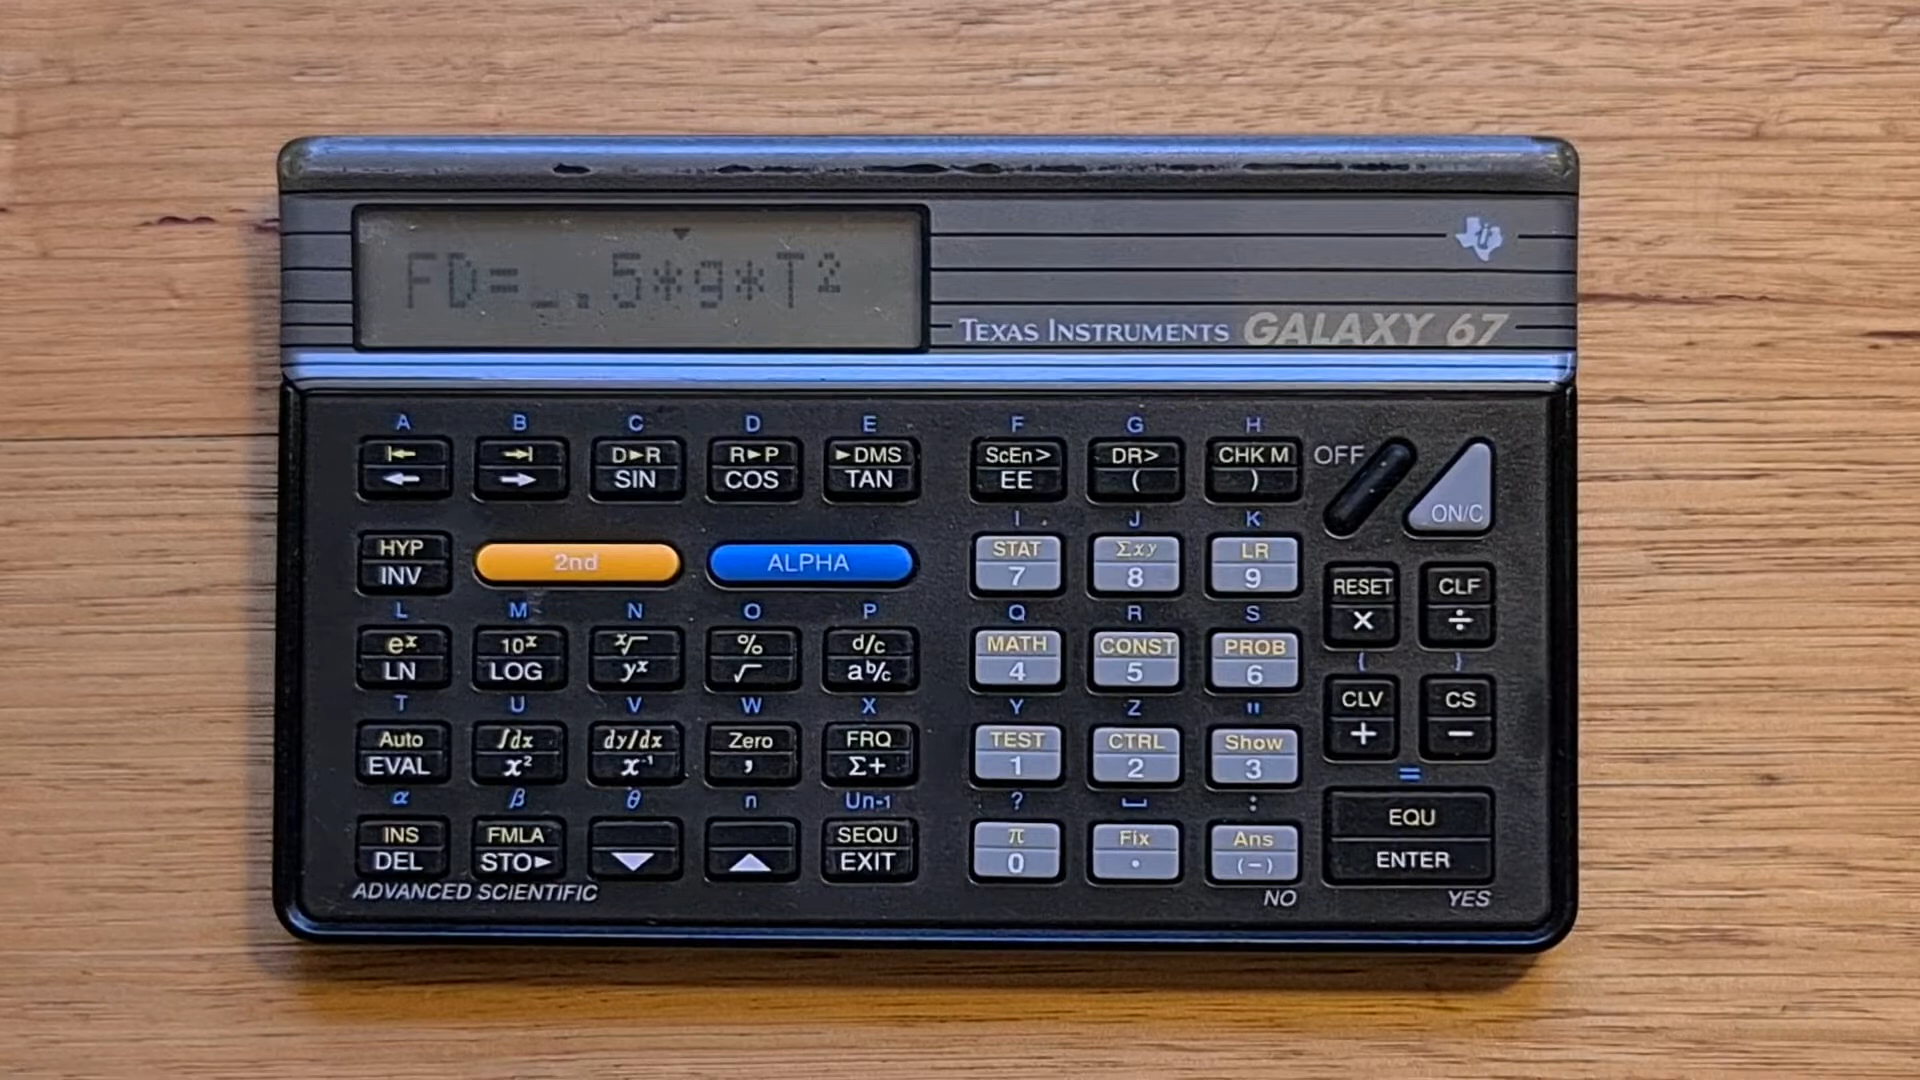 FD=_.5*g*T²
TEXAS INSTRUMENTS GALAXY 67
A B C D E F G H
D►R R►P ►DMS ScEn> DR> CHK M OFF
← → SIN COS TAN EE ( ) ON/C
I J K
HYP 2nd ALPHA STAT Σxy LR RESET CLF
INV 7 8 9 × ÷
L M N O P Q R S
eˣ 10ˣ ˣ√ % d/c MATH CONST PROB ( )
LN LOG yˣ √ ab/c 4 5 6 CLV CS
T U V W X Y Z " + −
Auto ∫dx dy/dx Zero FRQ TEST CTRL Show
EVAL x² x⁻¹ , Σ+ 1 2 3 =
α β θ n Un-1 ? ⎵ :
INS FMLA SEQU π Fix Ans EQU
DEL STO► ▼ ▲ EXIT 0 . (−) ENTER
ADVANCED SCIENTIFIC NO YES